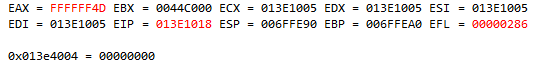 EAX = FFFFFF4D EBX = 0044C000 ECX = 013E1005 EDX = 013E1005 ESI = 013E1005
EDI = 013E1005 EIP = 013E1018 ESP = 006FFE90 EBP = 006FFEA0 EFL = 00000286
0x013e4004 = 00000000